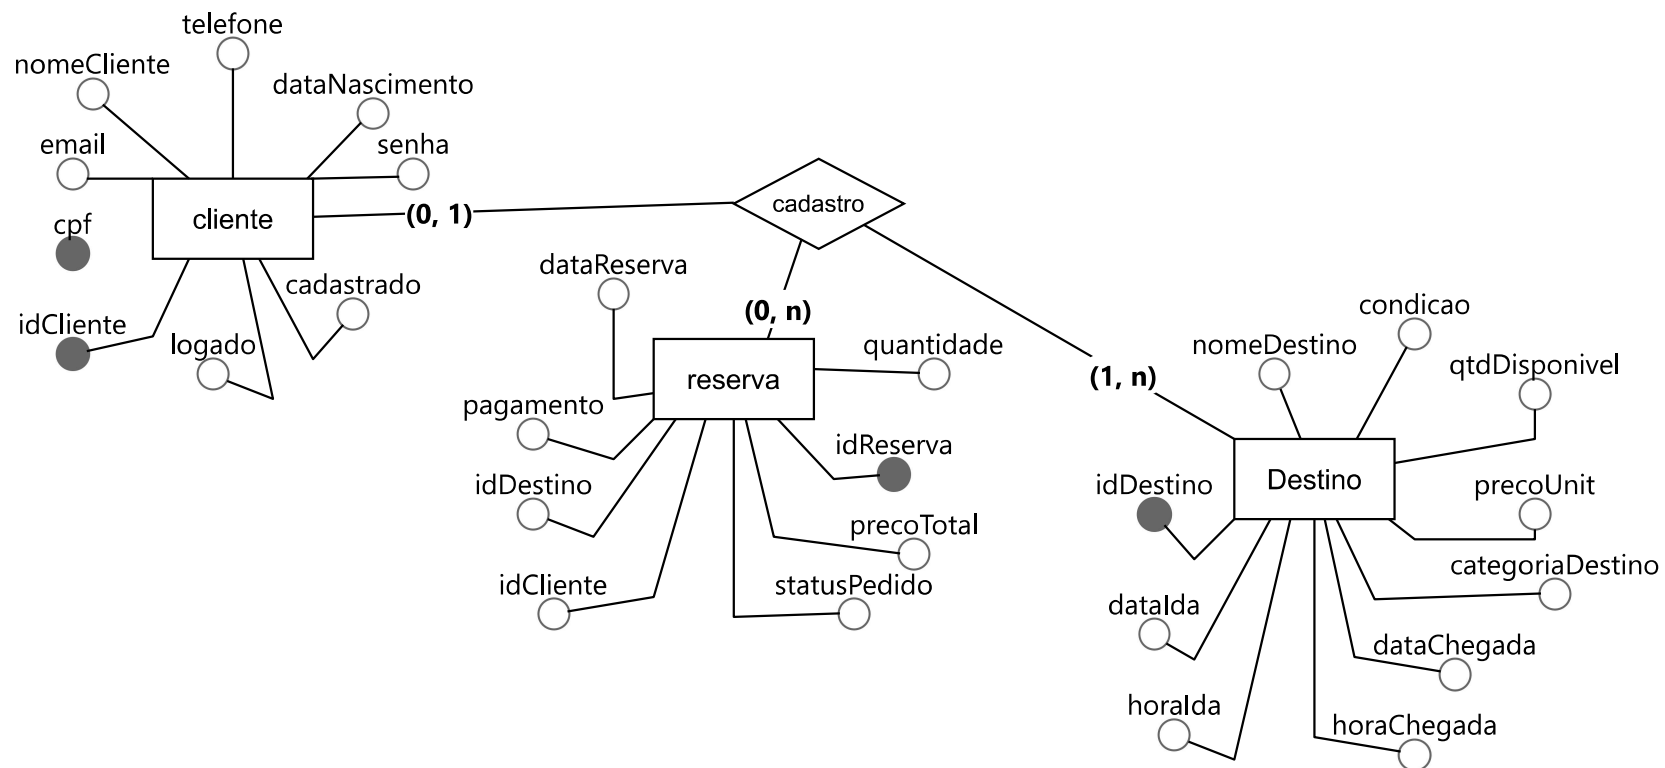 telefone
nomeCliente
dataNascimento
email
senha
cliente
(0, 1)
cadastro
cpf
cadastrado
idCliente
logado
dataReserva
(0, n)
quantidade
reserva
pagamento
idReserva
idDestino
precoTotal
idCliente
statusPedido
(1, n)
condicao
nomeDestino
qtdDisponivel
idDestino
Destino
precoUnit
categoriaDestino
dataIda
dataChegada
horaIda
horaChegada